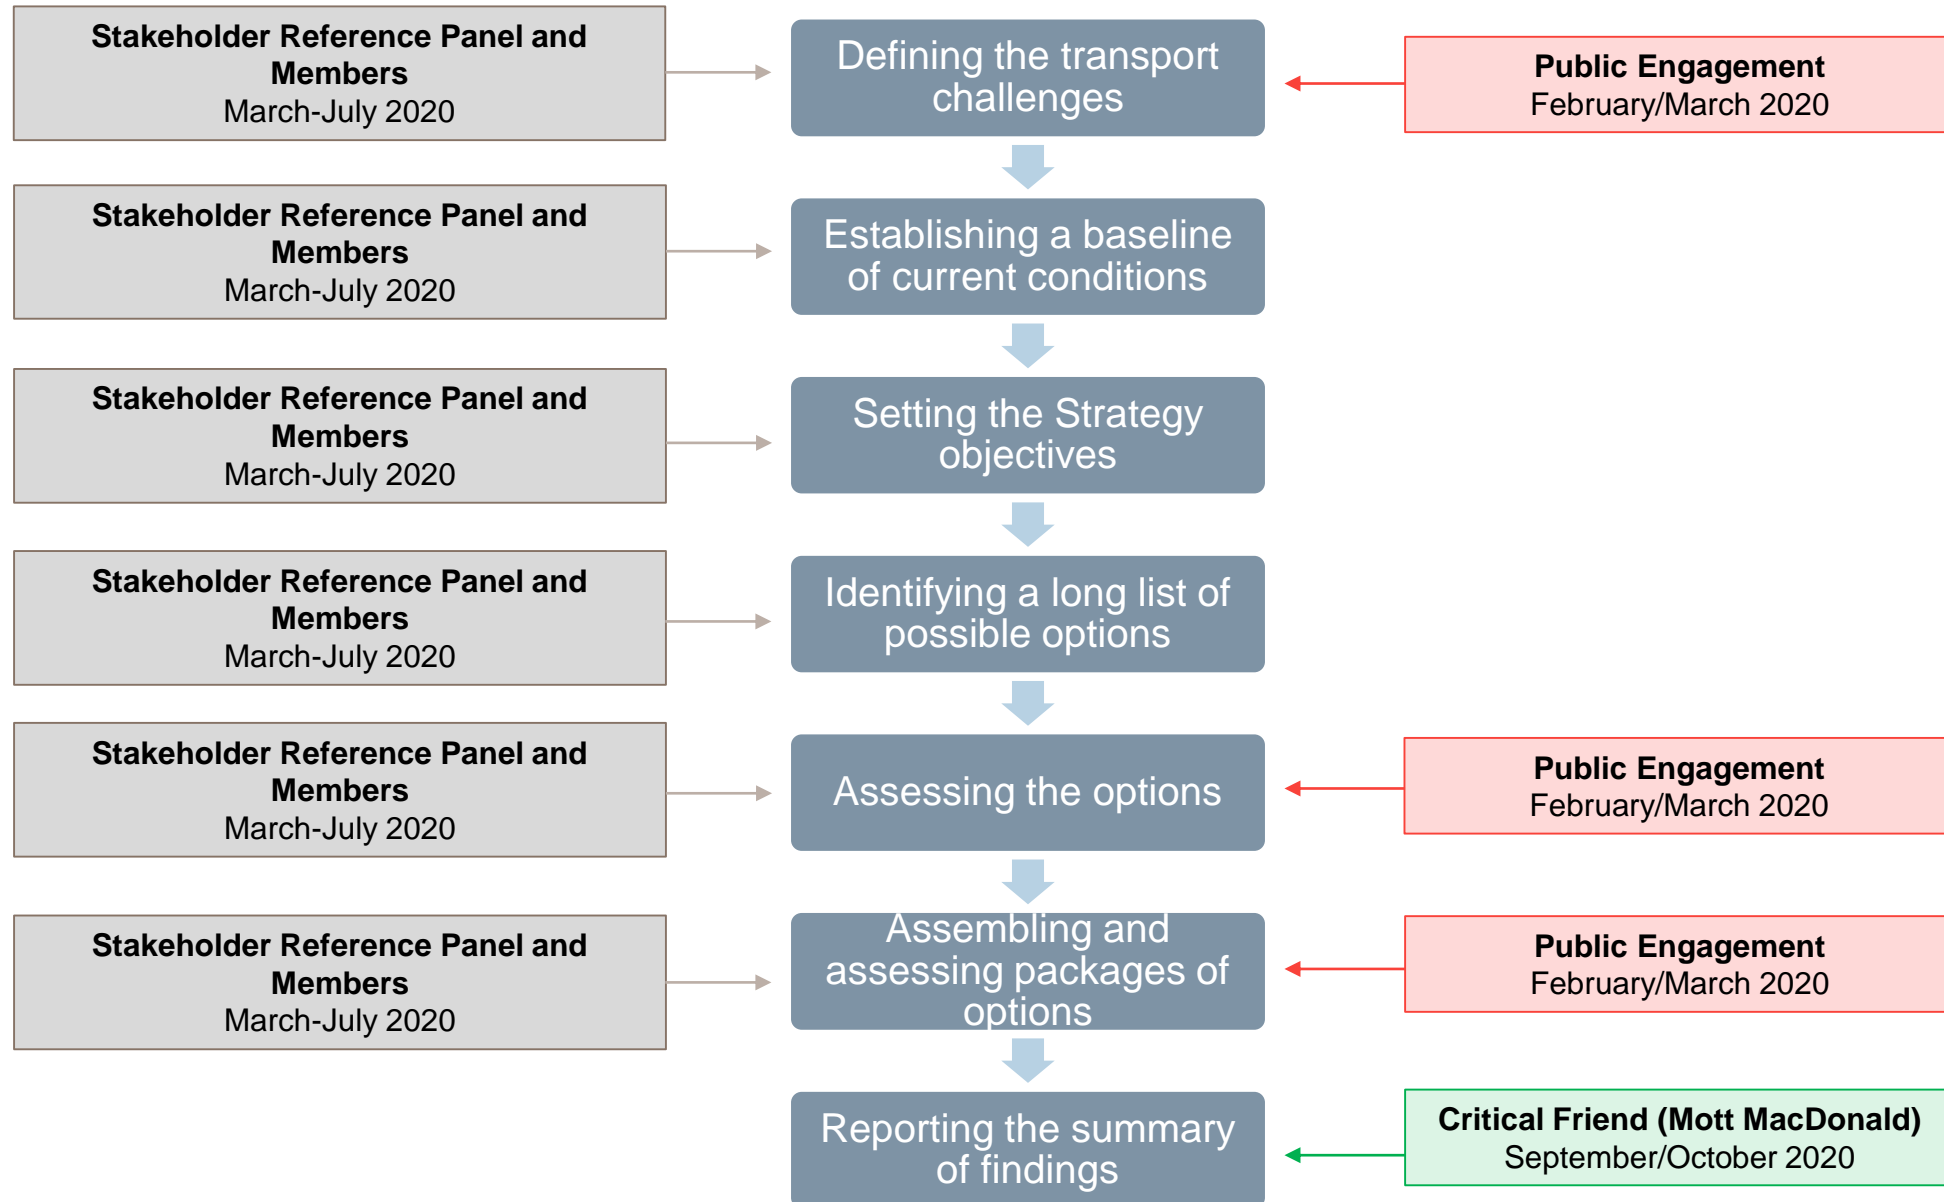 Stakeholder Reference Panel and
Members
March-July 2020
Defining the transport
challenges
Public Engagement
February/March 2020
Stakeholder Reference Panel and
Members
March-July 2020
Establishing a baseline
of current conditions
Stakeholder Reference Panel and
Members
March-July 2020
Setting the Strategy
objectives
Stakeholder Reference Panel and
Members
March-July 2020
Identifying a long list of
possible options
Stakeholder Reference Panel and
Members
March-July 2020
Assessing the options
Public Engagement
February/March 2020
Stakeholder Reference Panel and
Members
March-July 2020
Assembling and
assessing packages of
options
Public Engagement
February/March 2020
Reporting the summary
of findings
Critical Friend (Mott MacDonald)
September/October 2020